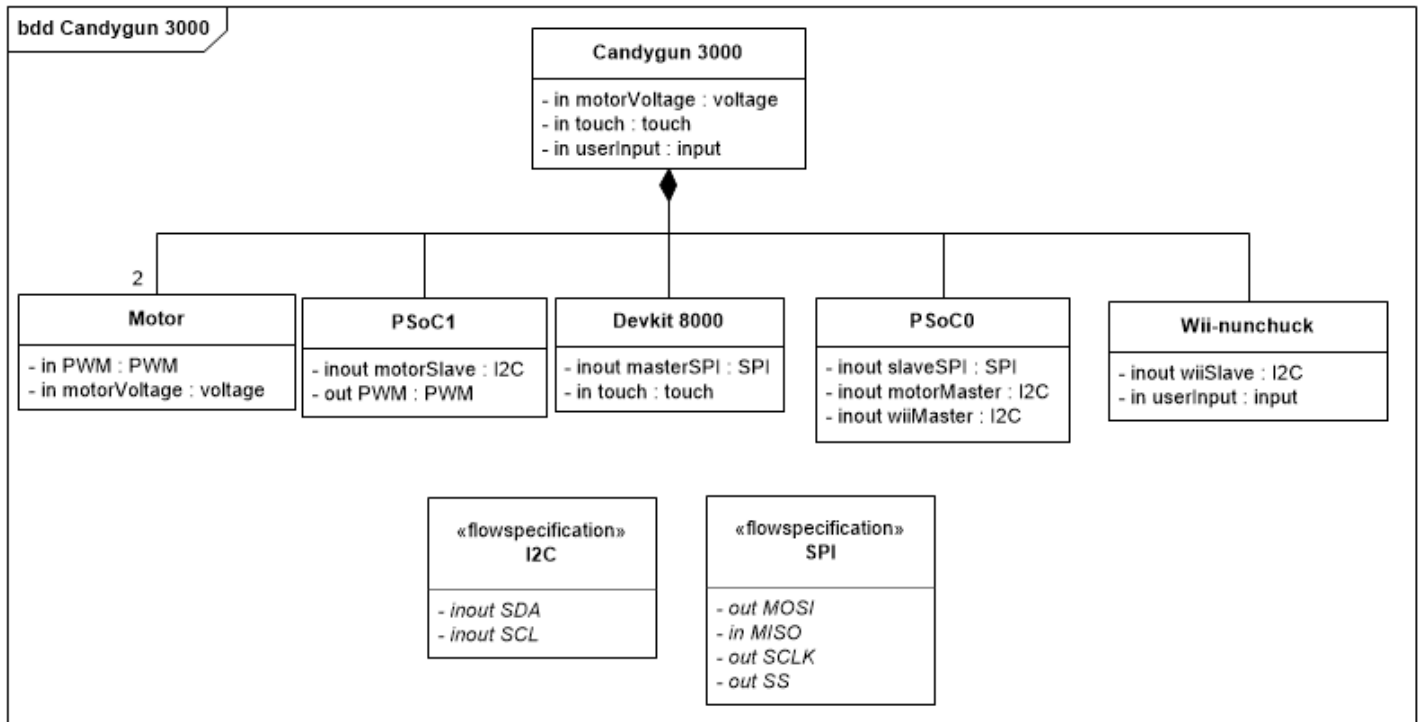 bdd Candygun 3000
Candygun 3000
- in motorVoltage : voltage
- in touch : touch
- in userInput : input
2
Motor
- in PWM : PWM
- in motorVoltage : voltage
PSoC1
- inout motorSlave : I2C
- out PWM : PWM
Devkit 8000
- inout masterSPI : SPI
- in touch : touch
PSoC0
- inout slaveSPI : SPI
- inout motorMaster : I2C
- inout wiiMaster : I2C
Wii-nunchuck
- inout wiiSlave : I2C
- in userInput : input
«flowspecification»
I2C
- inout SDA
- inout SCL
«flowspecification»
SPI
- out MOSI
- in MISO
- out SCLK
- out SS